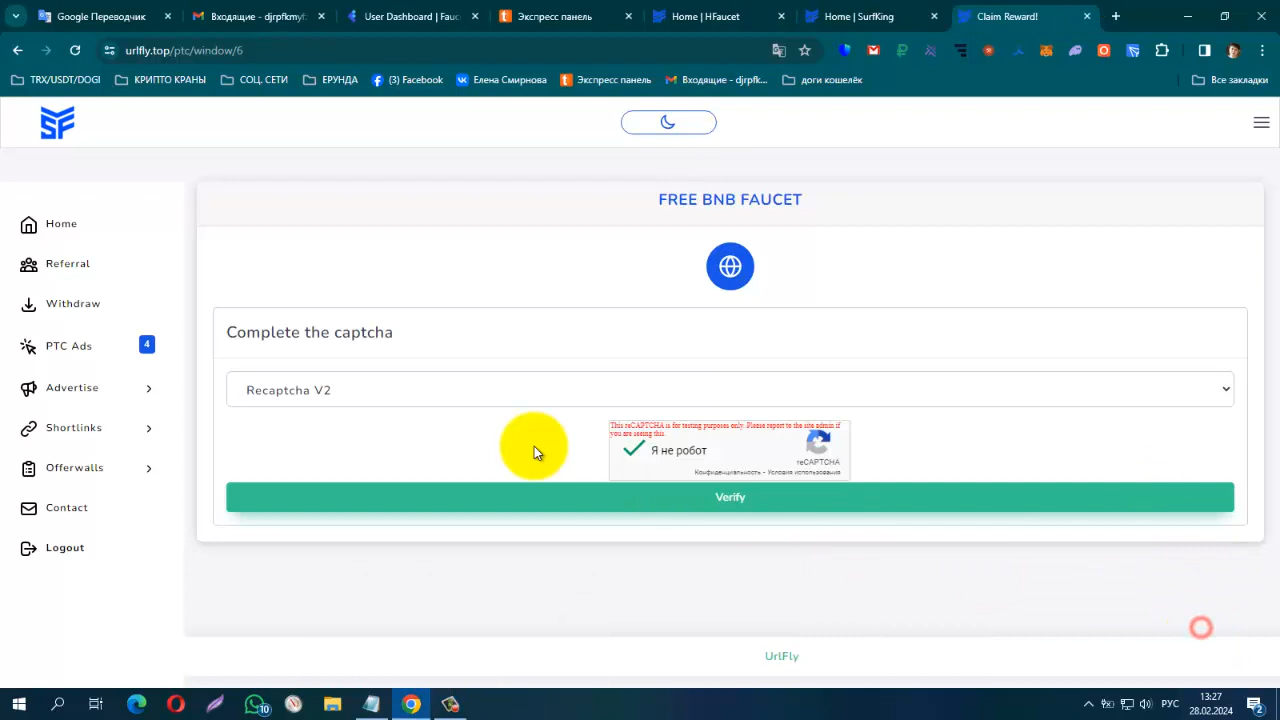 Google Переводчик
Входящие - djrpfkmyf
User Dashboard | Fauc
Экспресс панель
Home | HFaucet
Home | SurfKing
Claim Reward!
urlfly.top/ptc/window/6
TRX/USDT/DOGI
КРИПТО КРАНЫ
СОЦ. СЕТИ
ЕРУНДА
(3) Facebook
Елена Смирнова
Экспресс панель
Входящие - djrpfk...
доги кошелёк
Все закладки
SF
FREE BNB FAUCET
Home
Referral
Withdraw
PTC Ads
4
Advertise
Shortlinks
Offerwalls
Contact
Logout
Complete the captcha
Recaptcha V2
This reCAPTCHA is for testing purposes only. Please report to the site admin if
you are seeing this.
Я не робот
reCAPTCHA
Конфиденциальность - Условия использования
Verify
UrlFly
10
РУС
13:27
28.02.2024
2